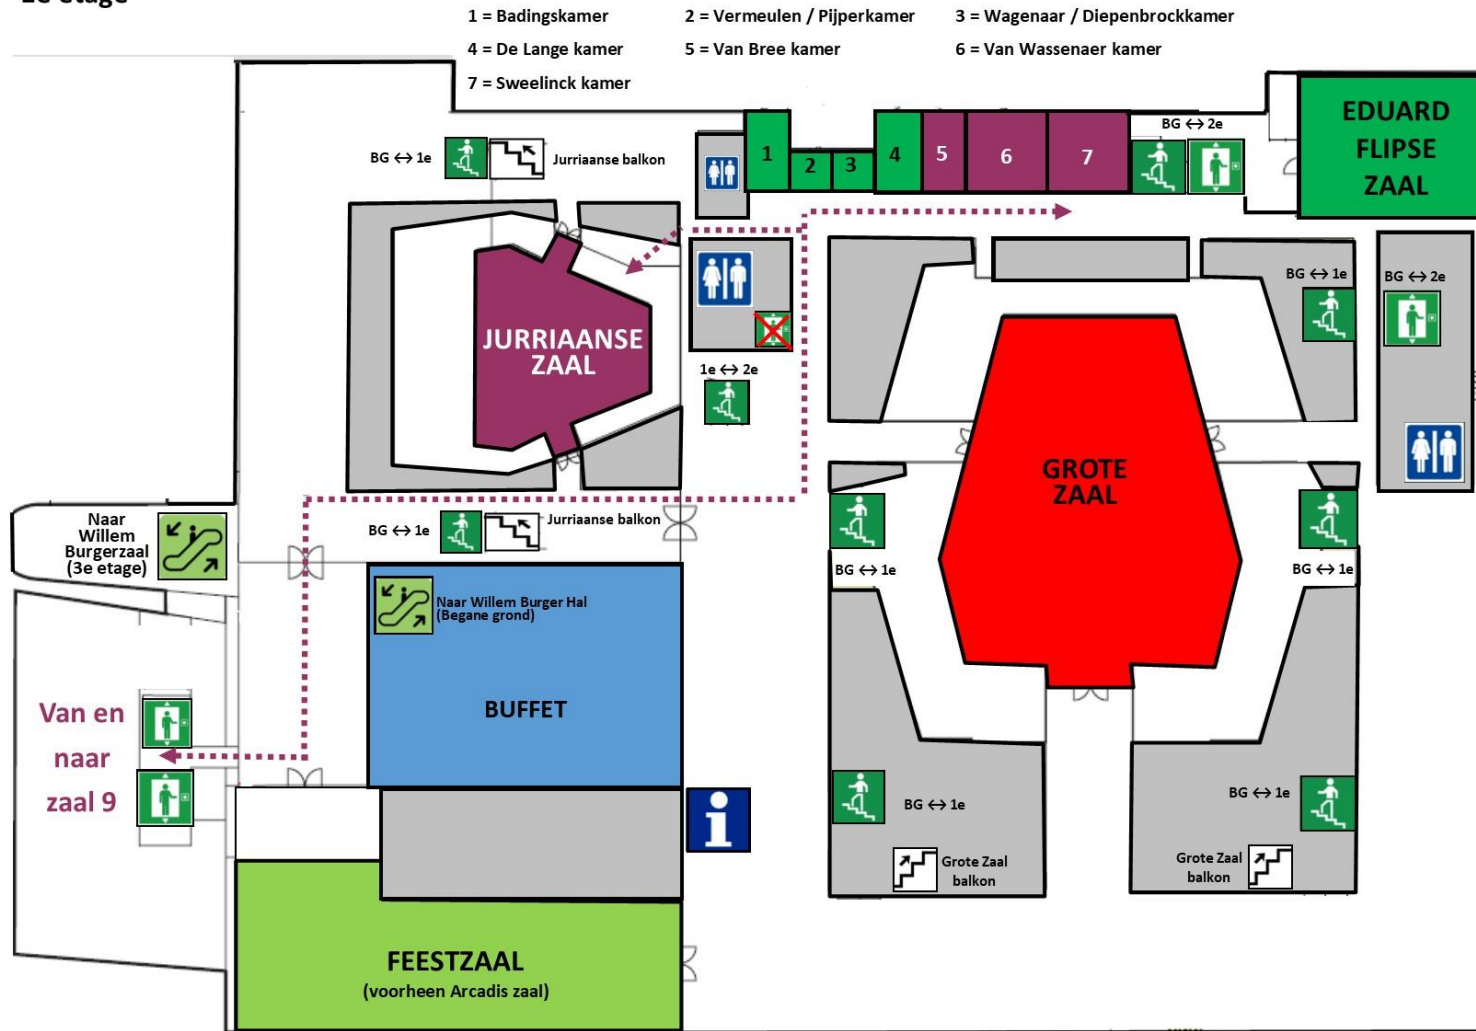 1e etage
1 = Badingskamer
2 = Vermeulen / Pijperkamer
3 = Wagenaar / Diepenbrockkamer
4 = De Lange kamer
5 = Van Bree kamer
6 = Van Wassenaer kamer
7 = Sweelinck kamer
BG ↔ 1e
Jurriaanse balkon
1
2
3
4
5
6
7
BG ↔ 2e
EDUARD
FLIPSE
ZAAL
JURRIAANSE
ZAAL
1e ↔ 2e
BG ↔ 1e
BG ↔ 2e
GROTE
ZAAL
Naar
Willem
Burgerzaal
(3e etage)
BG ↔ 1e
Jurriaanse balkon
BG ↔ 1e
BG ↔ 1e
Naar Willem Burger Hal
(Begane grond)
BUFFET
Van en
naar
zaal 9
BG ↔ 1e
BG ↔ 1e
Grote Zaal
balkon
Grote Zaal
balkon
FEESTZAAL
(voorheen Arcadis zaal)